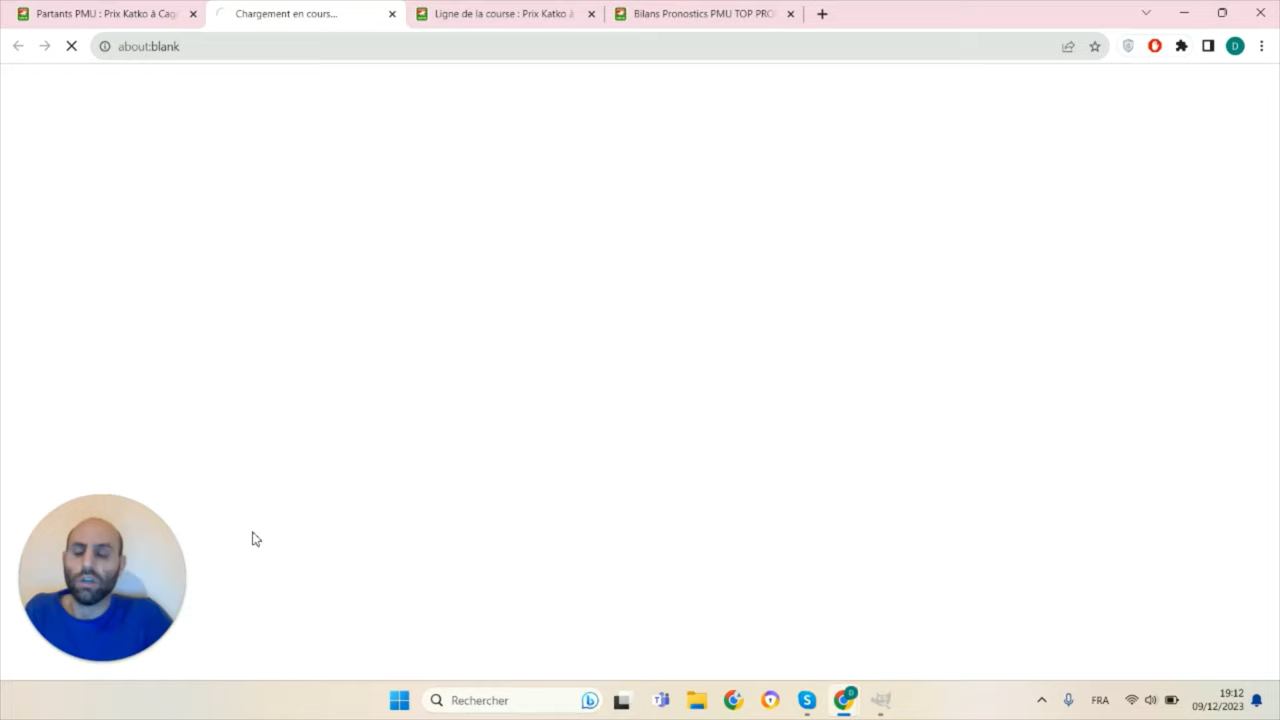 Partants PMU : Prix Katko à Cag
Chargement en cours...
Ligne de la course : Prix Katko à
Bilans Pronostics PMU TOP PRO
about:blank
D
Rechercher
FRA
19:12
09/12/2023